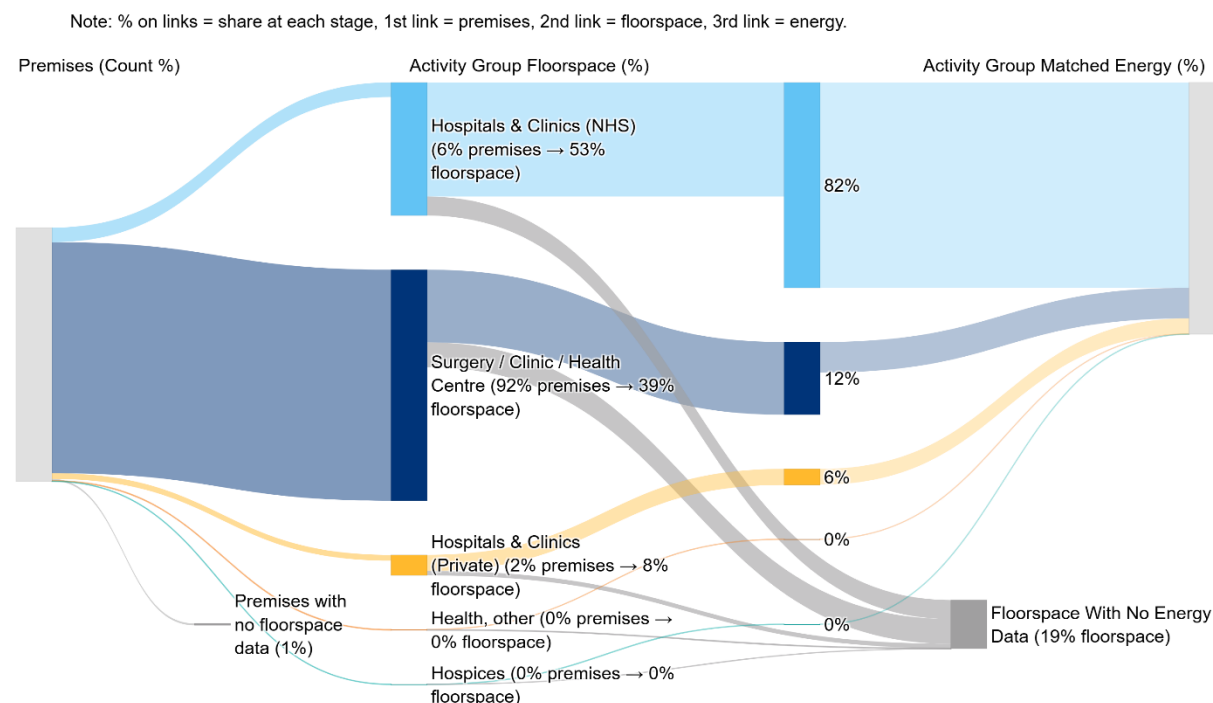 Note: % on links = share at each stage, 1st link = premises, 2nd link = floorspace, 3rd link = energy.
Premises (Count %)
Activity Group Floorspace (%)
Activity Group Matched Energy (%)
Hospitals & Clinics (NHS)
(6% premises → 53%
floorspace)
82%
Surgery / Clinic / Health
Centre (92% premises → 39%
floorspace)
12%
Hospitals & Clinics
(Private) (2% premises → 8%
floorspace)
6%
0%
Premises with
no floorspace
data (1%)
Health, other (0% premises →
0% floorspace)
0%
Floorspace With No Energy
Data (19% floorspace)
Hospices (0% premises → 0%
floorspace)